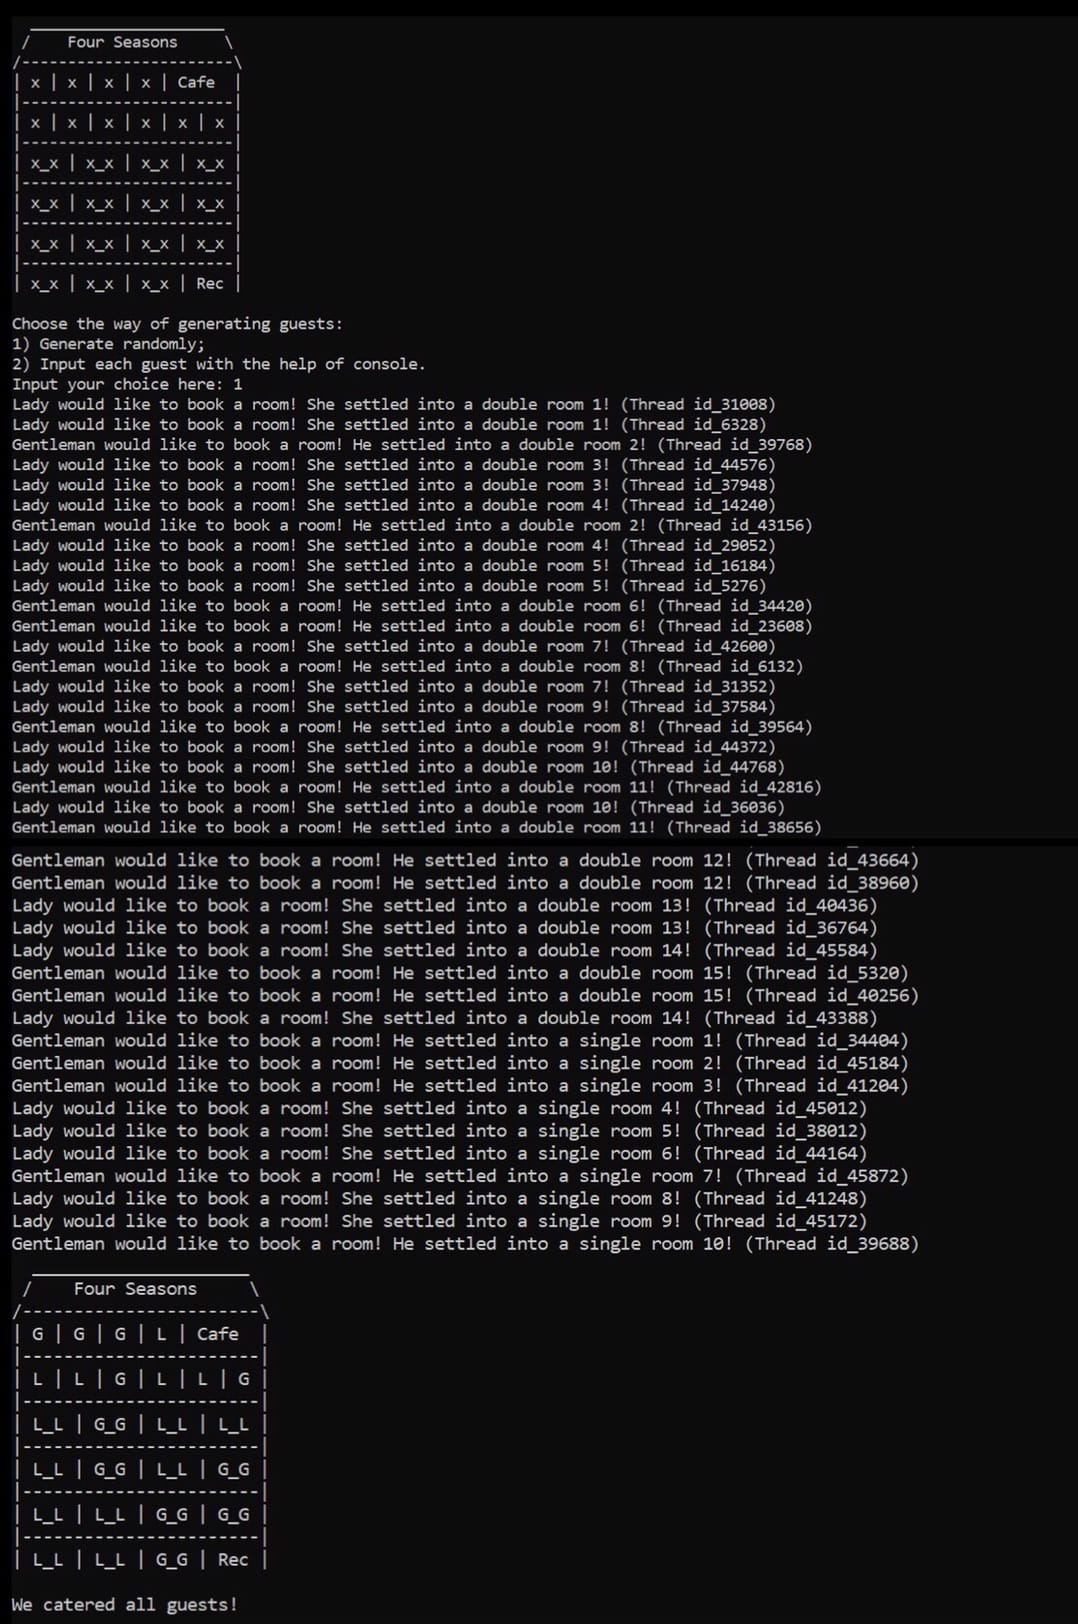 /    Four Seasons     \
/-----------------------\
| x | x | x | x | Cafe  |
|-----------------------|
| x | x | x | x | x | x |
|-----------------------|
| x_x | x_x | x_x | x_x |
|-----------------------|
| x_x | x_x | x_x | x_x |
|-----------------------|
| x_x | x_x | x_x | x_x |
|-----------------------|
| x_x | x_x | x_x | Rec |
Choose the way of generating guests:
1) Generate randomly;
2) Input each guest with the help of console.
Input your choice here: 1
Lady would like to book a room! She settled into a double room 1! (Thread id_31008)
Lady would like to book a room! She settled into a double room 1! (Thread id_6328)
Gentleman would like to book a room! He settled into a double room 2! (Thread id_39768)
Lady would like to book a room! She settled into a double room 3! (Thread id_44576)
Lady would like to book a room! She settled into a double room 3! (Thread id_37948)
Lady would like to book a room! She settled into a double room 4! (Thread id_14240)
Gentleman would like to book a room! He settled into a double room 2! (Thread id_43156)
Lady would like to book a room! She settled into a double room 4! (Thread id_29052)
Lady would like to book a room! She settled into a double room 5! (Thread id_16184)
Lady would like to book a room! She settled into a double room 5! (Thread id_5276)
Gentleman would like to book a room! He settled into a double room 6! (Thread id_34420)
Gentleman would like to book a room! He settled into a double room 6! (Thread id_23608)
Lady would like to book a room! She settled into a double room 7! (Thread id_42600)
Gentleman would like to book a room! He settled into a double room 8! (Thread id_6132)
Lady would like to book a room! She settled into a double room 7! (Thread id_31352)
Lady would like to book a room! She settled into a double room 9! (Thread id_37584)
Gentleman would like to book a room! He settled into a double room 8! (Thread id_39564)
Lady would like to book a room! She settled into a double room 9! (Thread id_44372)
Lady would like to book a room! She settled into a double room 10! (Thread id_44768)
Gentleman would like to book a room! He settled into a double room 11! (Thread id_42816)
Lady would like to book a room! She settled into a double room 10! (Thread id_36036)
Gentleman would like to book a room! He settled into a double room 11! (Thread id_38656)
Gentleman would like to book a room! He settled into a double room 12! (Thread id_43664)
Gentleman would like to book a room! He settled into a double room 12! (Thread id_38960)
Lady would like to book a room! She settled into a double room 13! (Thread id_40436)
Lady would like to book a room! She settled into a double room 13! (Thread id_36764)
Lady would like to book a room! She settled into a double room 14! (Thread id_45584)
Gentleman would like to book a room! He settled into a double room 15! (Thread id_5320)
Gentleman would like to book a room! He settled into a double room 15! (Thread id_40256)
Lady would like to book a room! She settled into a double room 14! (Thread id_43388)
Gentleman would like to book a room! He settled into a single room 1! (Thread id_34404)
Gentleman would like to book a room! He settled into a single room 2! (Thread id_45184)
Gentleman would like to book a room! He settled into a single room 3! (Thread id_41204)
Lady would like to book a room! She settled into a single room 4! (Thread id_45012)
Lady would like to book a room! She settled into a single room 5! (Thread id_38012)
Lady would like to book a room! She settled into a single room 6! (Thread id_44164)
Gentleman would like to book a room! He settled into a single room 7! (Thread id_45872)
Lady would like to book a room! She settled into a single room 8! (Thread id_41248)
Lady would like to book a room! She settled into a single room 9! (Thread id_45172)
Gentleman would like to book a room! He settled into a single room 10! (Thread id_39688)
/    Four Seasons     \
/-----------------------\
| G | G | G | L | Cafe  |
|-----------------------|
| L | L | G | L | L | G |
|-----------------------|
| L_L | G_G | L_L | L_L |
|-----------------------|
| L_L | G_G | L_L | G_G |
|-----------------------|
| L_L | L_L | G_G | G_G |
|-----------------------|
| L_L | L_L | G_G | Rec |
We catered all guests!